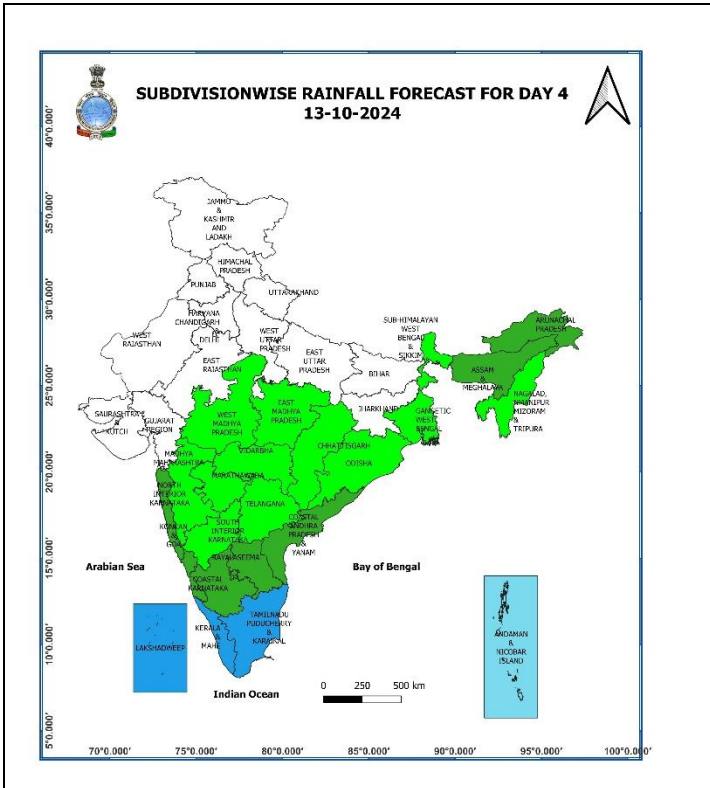 SUBDIVISIONWISE RAINFALL FORECAST FOR DAY 4
13-10-2024
40°0.000'
35°0.000'
30°0.000'
25°0.000'
20°0.000'
15°0.000'
10°0.000'
5°0.000'
JAMMO
&
KASHMIR
AND
LADAKH
HIMACHAL
PRADESH
PUNJAB
UTTARAKHAND
HARYANA
CHANDIGARH
&
DELHI
WEST
RAJASTHAN
EAST
RAJASTHAN
WEST
UTTAR
PRADESH
EAST
UTTAR
PRADESH
SUB-HIMALAYAN
WEST
BENGAL
&
SIKKIM
ARUNACHAL
PRADESH
ASSAM
&
MEGHALAYA
NAGALAD,
MANIPUR
MIZORAM
&
TRIPURA
BIHAR
JHARKHAND
GANGETIC
WEST
BENGAL
SAURASHTRA
&
KUTCH
GUJARAT
REGION
WEST
MADHYA
PRADESH
EAST
MADHYA
PRADESH
CHHATTISGARH
ODISHA
MADHYA
MAHARASHTRA
VIDARBHA
MARATHAWADA
TELANGANA
NORTH
INTERIOR
KARNATAKA
KONKAN
&
GOA
SOUTH
INTERIOR
KARNATAKA
COASTAL
ANDHRA
PRADESH
&
YANAM
RAYALASEEMA
COASTAL
KARNATAKA
Arabian Sea
Bay of Bengal
LAKSHADWEEP
KERALA
&
MAHE
TAMILNADU
PUDUCHERRY
&
KARAIKAL
ANDAMAN
&
NICOBAR
ISLAND
Indian Ocean
0 250 500 km
70°0.000' 75°0.000' 80°0.000' 85°0.000' 90°0.000' 95°0.000' 100°0.000'